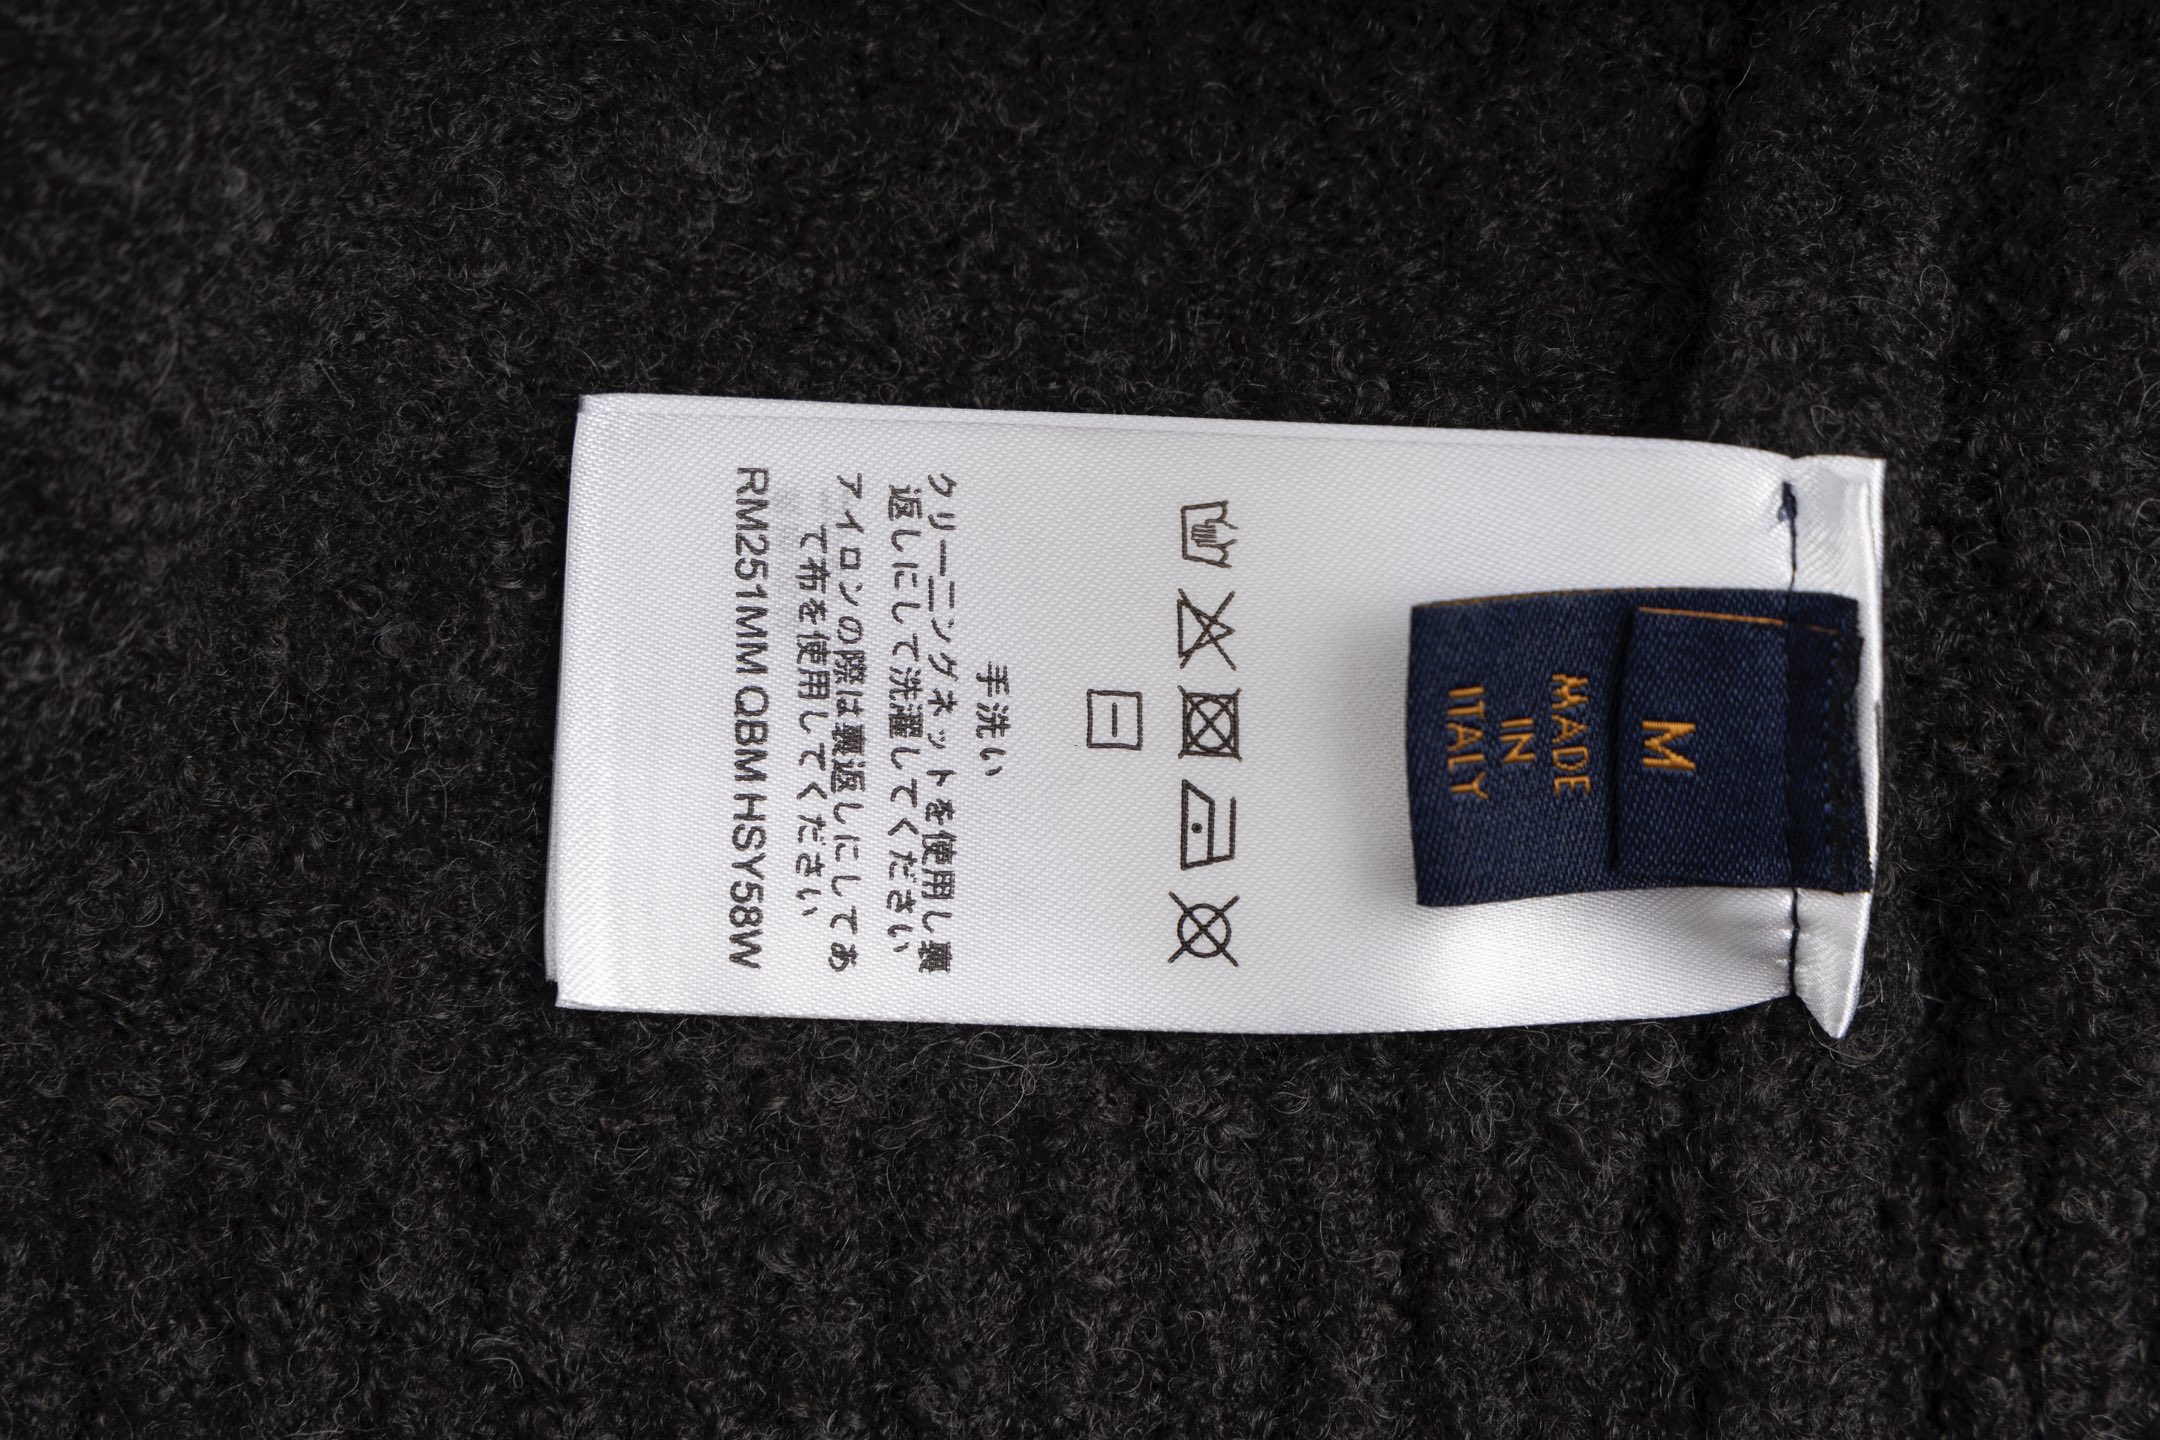 M
MADE
IN
ITALY
手洗い
クリーニングネットを使用し裏
返しにして洗濯してください
アイロンの際は裏返しにしてあ
て布を使用してください
RM251MM QBM HSY58W